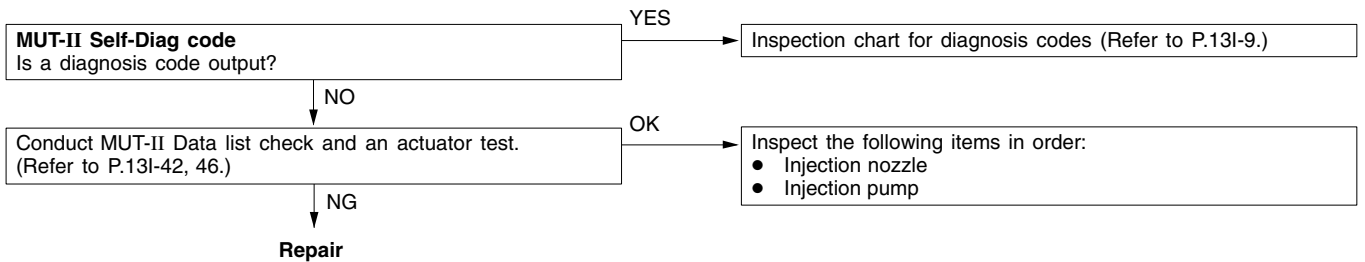 MUT-II Self-Diag code
Is a diagnosis code output?
YES
Inspection chart for diagnosis codes (Refer to P.13I-9.)
NO
Conduct MUT-II Data list check and an actuator test.
(Refer to P.13I-42, 46.)
OK
Inspect the following items in order:
● Injection nozzle
● Injection pump
NG
Repair